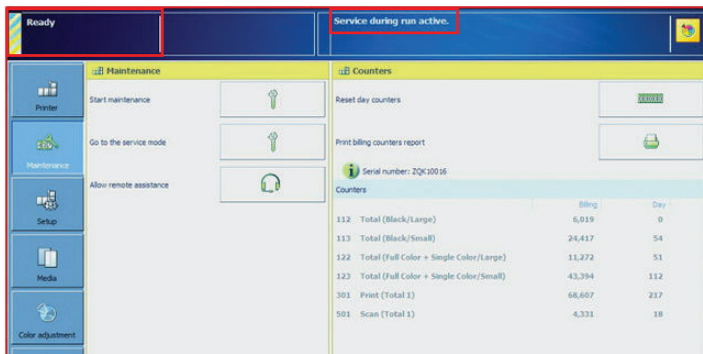 Ready
Service during run active.
Printer
Maintenance
Setup
Media
Color adjustment
Maintenance
Start maintenance
Go to the service mode
Allow remote assistance
Counters
Reset day counters
Print billing counters report
Serial number: ZQK10016
Counters
Billing Day
112 Total (Black/Large) 6,019 0
113 Total (Black/Small) 24,417 54
122 Total (Full Color + Single Color/Large) 11,272 51
123 Total (Full Color + Single Color/Small) 43,394 112
301 Print (Total 1) 68,607 217
501 Scan (Total 1) 4,331 18